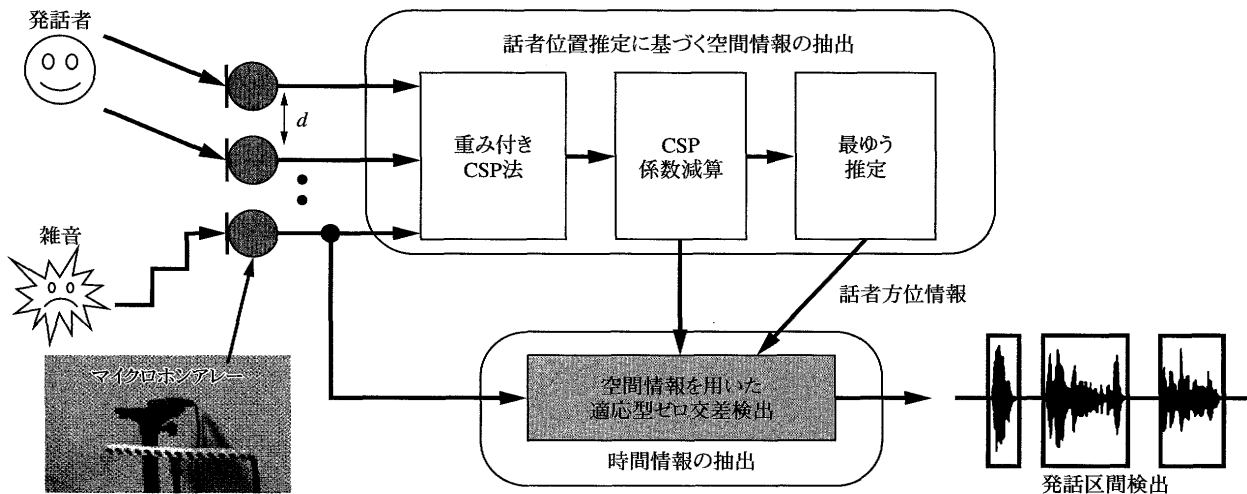 発話者
話者位置推定に基づく空間情報の抽出
d
重み付き
CSP法
CSP
係数減算
最ゆう
推定
雑音
話者方位情報
マイクロホンアレー
空間情報を用いた
適応型ゼロ交差検出
時間情報の抽出
発話区間検出